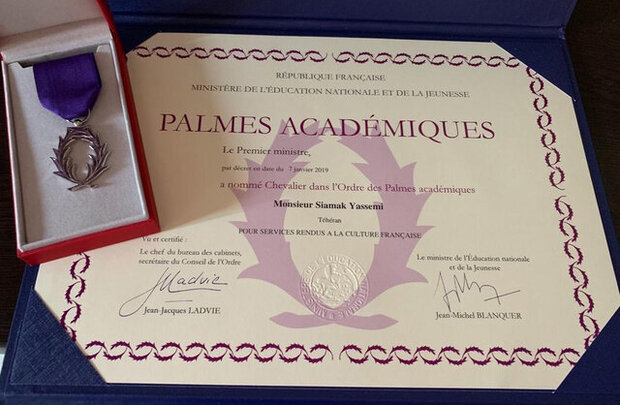 RÉPUBLIQUE FRANÇAISE
MINISTÈRE DE L'ÉDUCATION NATIONALE ET DE LA JEUNESSE
PALMES ACADÉMIQUES
Le Premier ministre,
par décret en date du 7 janvier 2019
a nommé Chevalier dans l'Ordre des Palmes académiques
Monsieur Siamak Yassemi
Téhéran
POUR SERVICES RENDUS A LA CULTURE FRANÇAISE
Vu et certifié :
Le chef du bureau des cabinets,
secrétaire du Conseil de l'Ordre
Jean-Jacques LADVIE
Le ministre de l'Éducation nationale
et de la Jeunesse
Jean-Michel BLANQUER